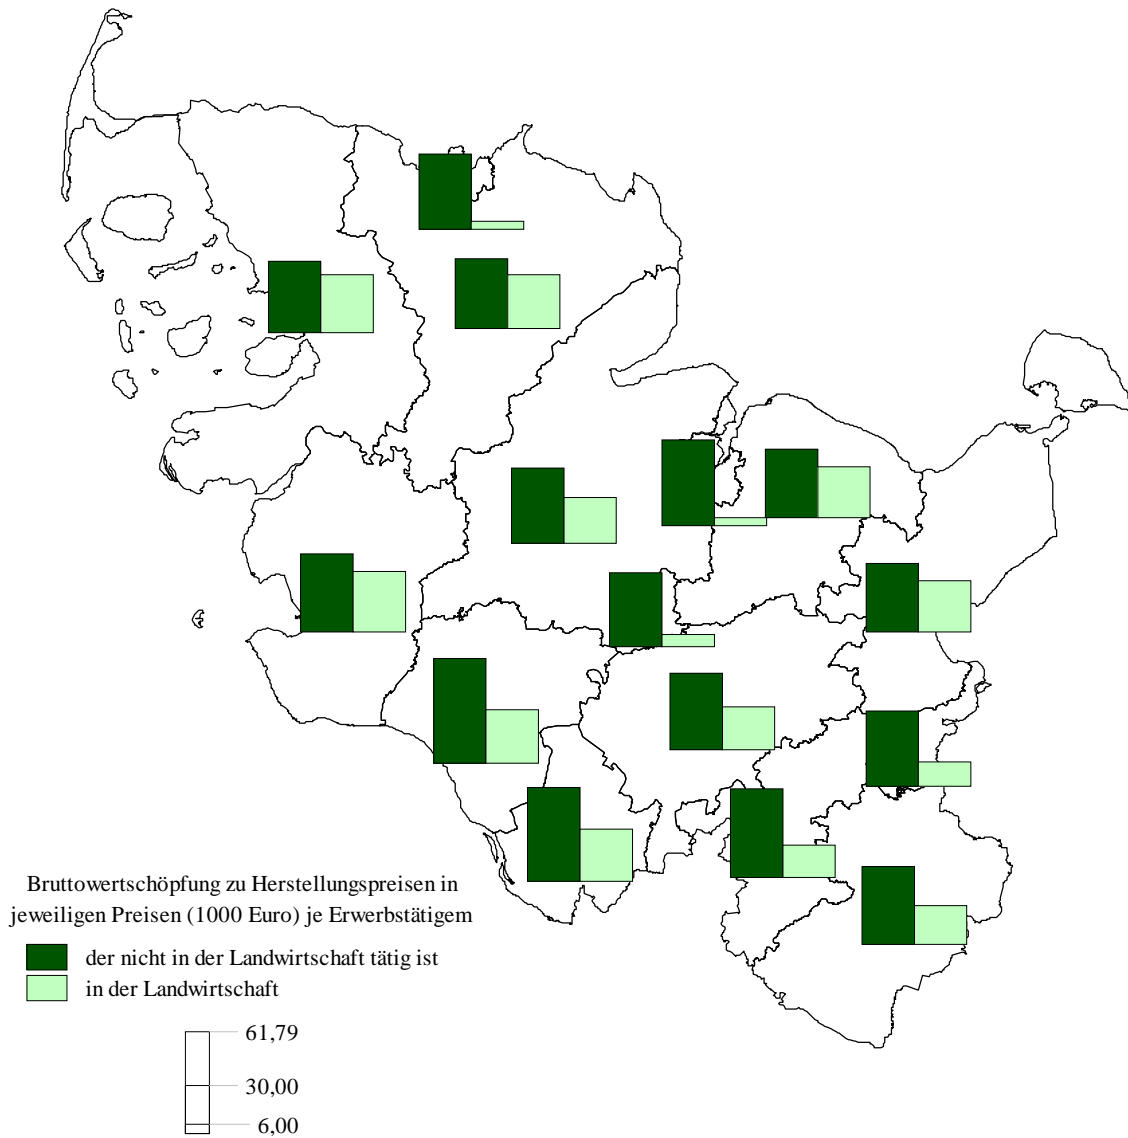 Bruttowertschöpfung zu Herstellungspreisen in
jeweiligen Preisen (1000 Euro) je Erwerbstätigem
der nicht in der Landwirtschaft tätig ist
in der Landwirtschaft
61,79
30,00
6,00